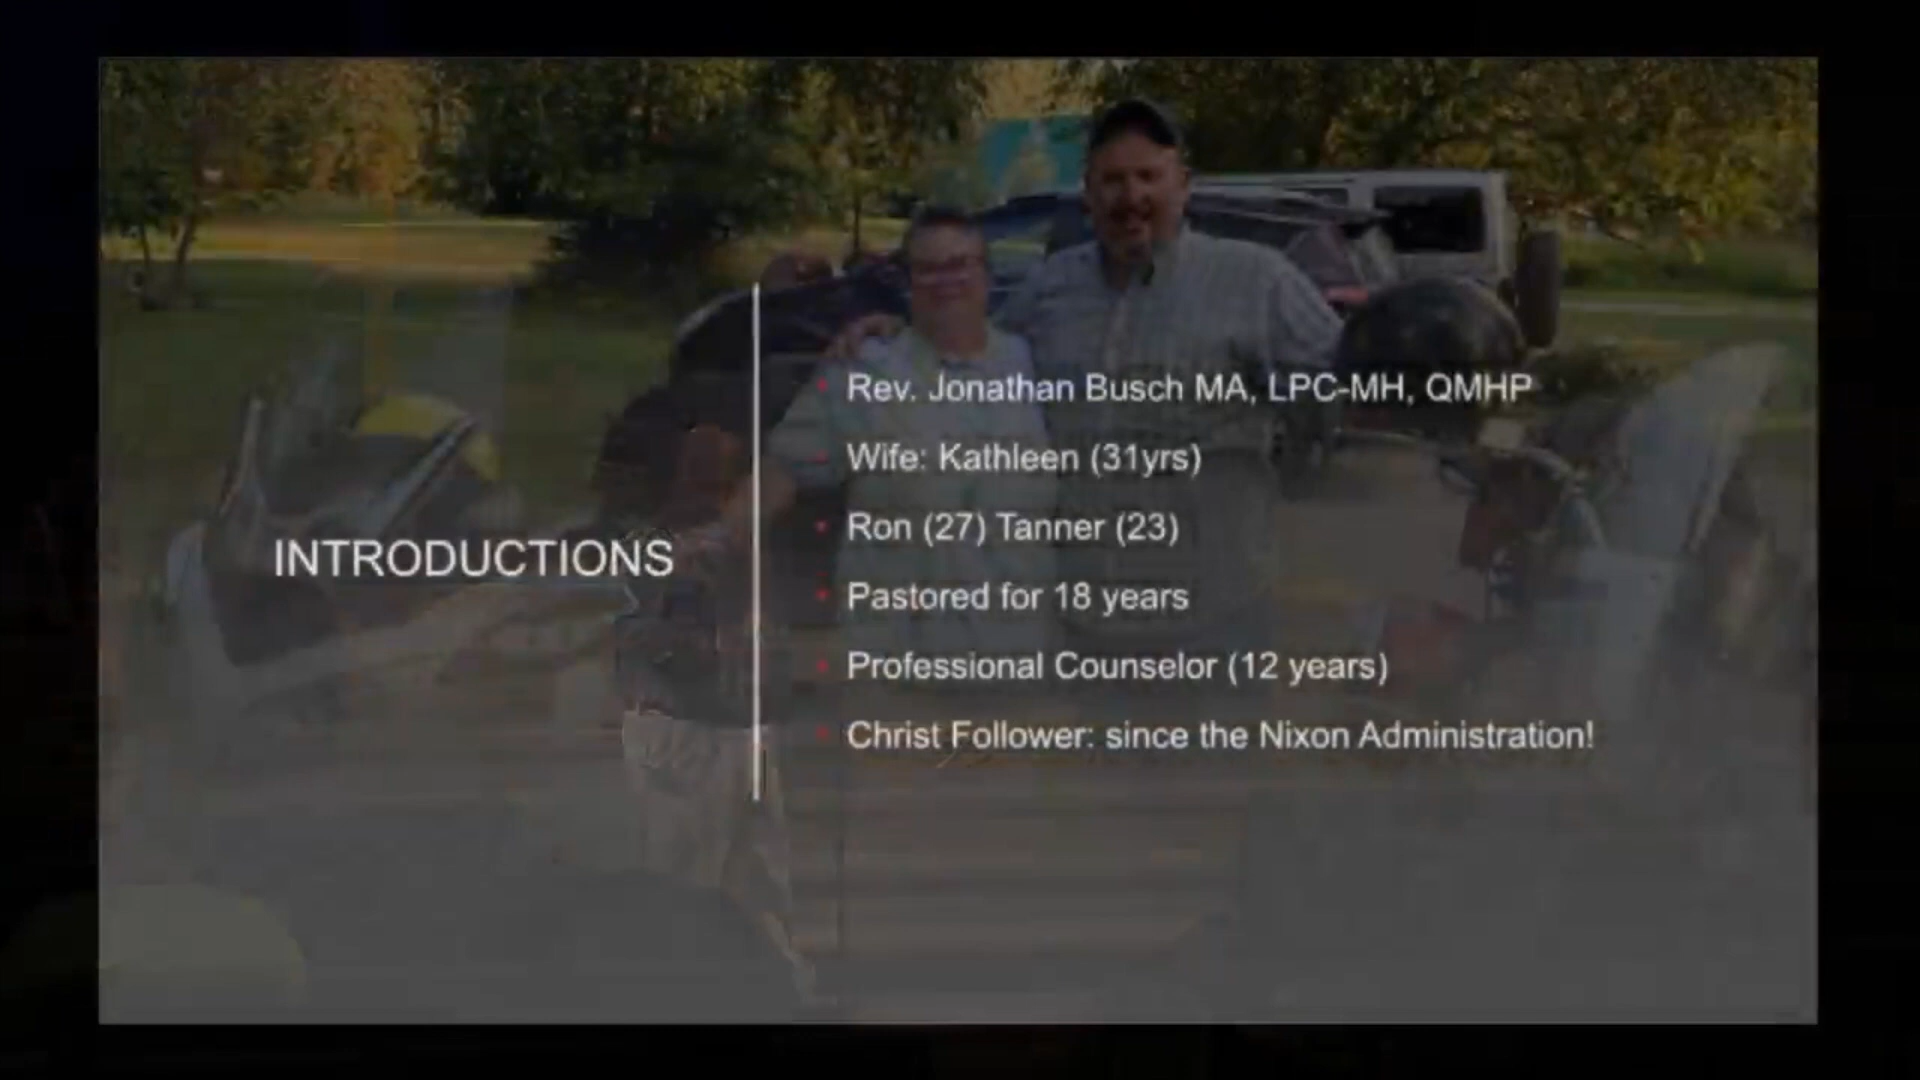 INTRODUCTIONS
Rev. Jonathan Busch MA, LPC-MH, QMHP
Wife: Kathleen (31yrs)
Ron (27) Tanner (23)
Pastored for 18 years
Professional Counselor (12 years)
Christ Follower: since the Nixon Administration!